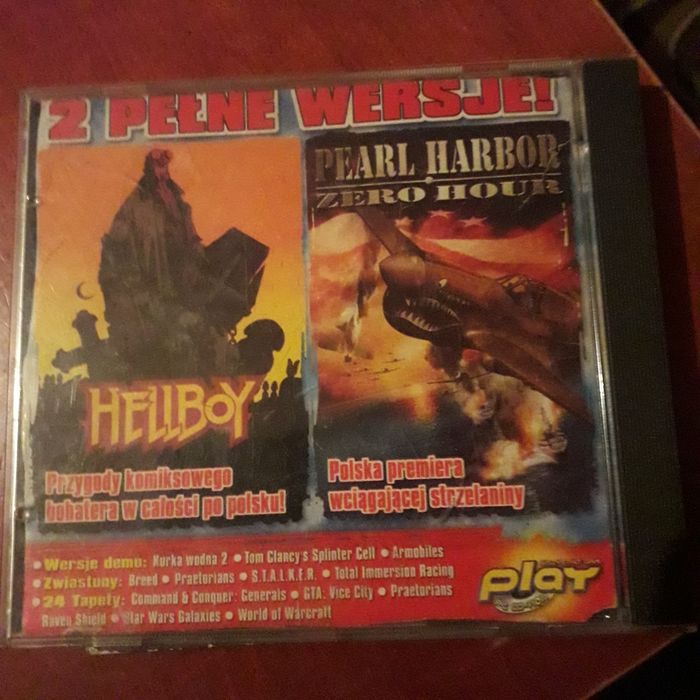 2 PEŁNE WERSJE!
PEARL HARBOR
ZERO HOUR
HELLBOY
Przygody komiksowego
bohatera w całości po polsku!
Polska premiera
wciągającej strzelaniny
• Wersje demo: Kurka wodna 2 • Tom Clancy's Splinter Cell • Armobiles
• Zwiastuny: Breed • Praetorians • S.T.A.L.K.E.R. • Total Immersion Racing
• 24 Tapety: Command & Conquer: Generals • GTA: Vice City • Praetorians
Raven Shield • Star Wars Galaxies • World of Warcraft
play